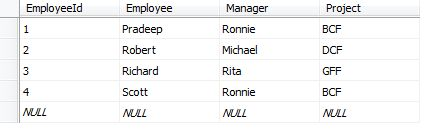 EmployeeId Employee Manager Project
1 Pradeep Ronnie BCF
2 Robert Michael DCF
3 Richard Rita GFF
4 Scott Ronnie BCF
NULL NULL NULL NULL